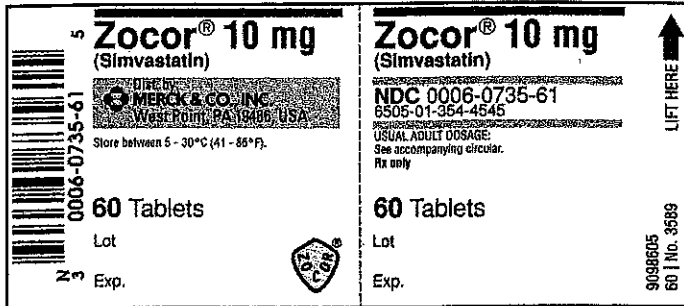 5
0006-0735-61
N
3
Zocor® 10 mg
(Simvastatin)
Dist. by:
MERCK & CO., INC.
West Point, PA 19486, USA
Store between 5 - 30°C (41 - 86°F).
60 Tablets
Lot
Exp.
ZOCOR®
Zocor® 10 mg
(Simvastatin)
NDC 0006-0735-61
6505-01-354-4545
USUAL ADULT DOSAGE:
See accompanying circular.
Rx only
60 Tablets
Lot
Exp.
LIFT HERE
9098605
60 | No. 3589